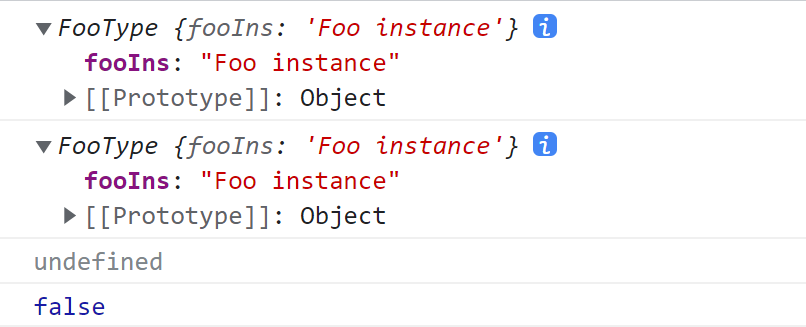 ▼FooType {fooIns: 'Foo instance'} i
fooIns: "Foo instance"
▶[[Prototype]]: Object
▼FooType {fooIns: 'Foo instance'} i
fooIns: "Foo instance"
▶[[Prototype]]: Object
undefined
false